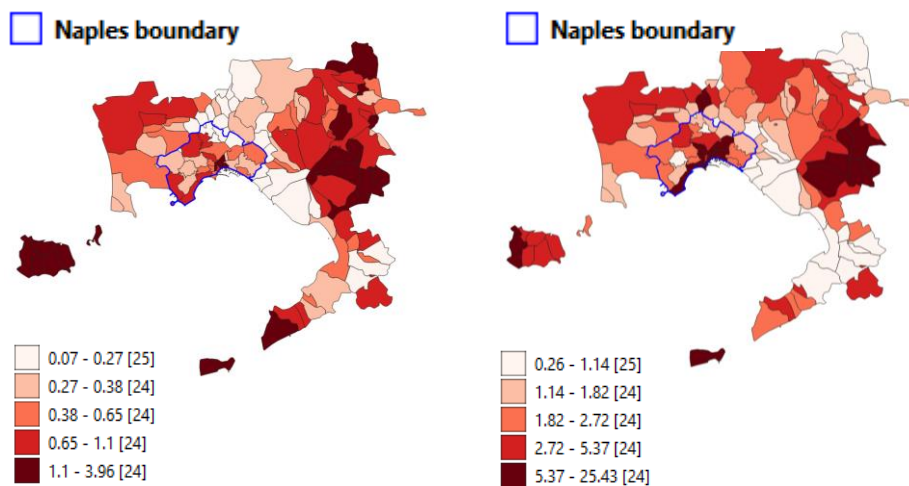 Naples boundary
0.07 - 0.27 [25]
0.27 - 0.38 [24]
0.38 - 0.65 [24]
0.65 - 1.1 [24]
1.1 - 3.96 [24]
Naples boundary
0.26 - 1.14 [25]
1.14 - 1.82 [24]
1.82 - 2.72 [24]
2.72 - 5.37 [24]
5.37 - 25.43 [24]